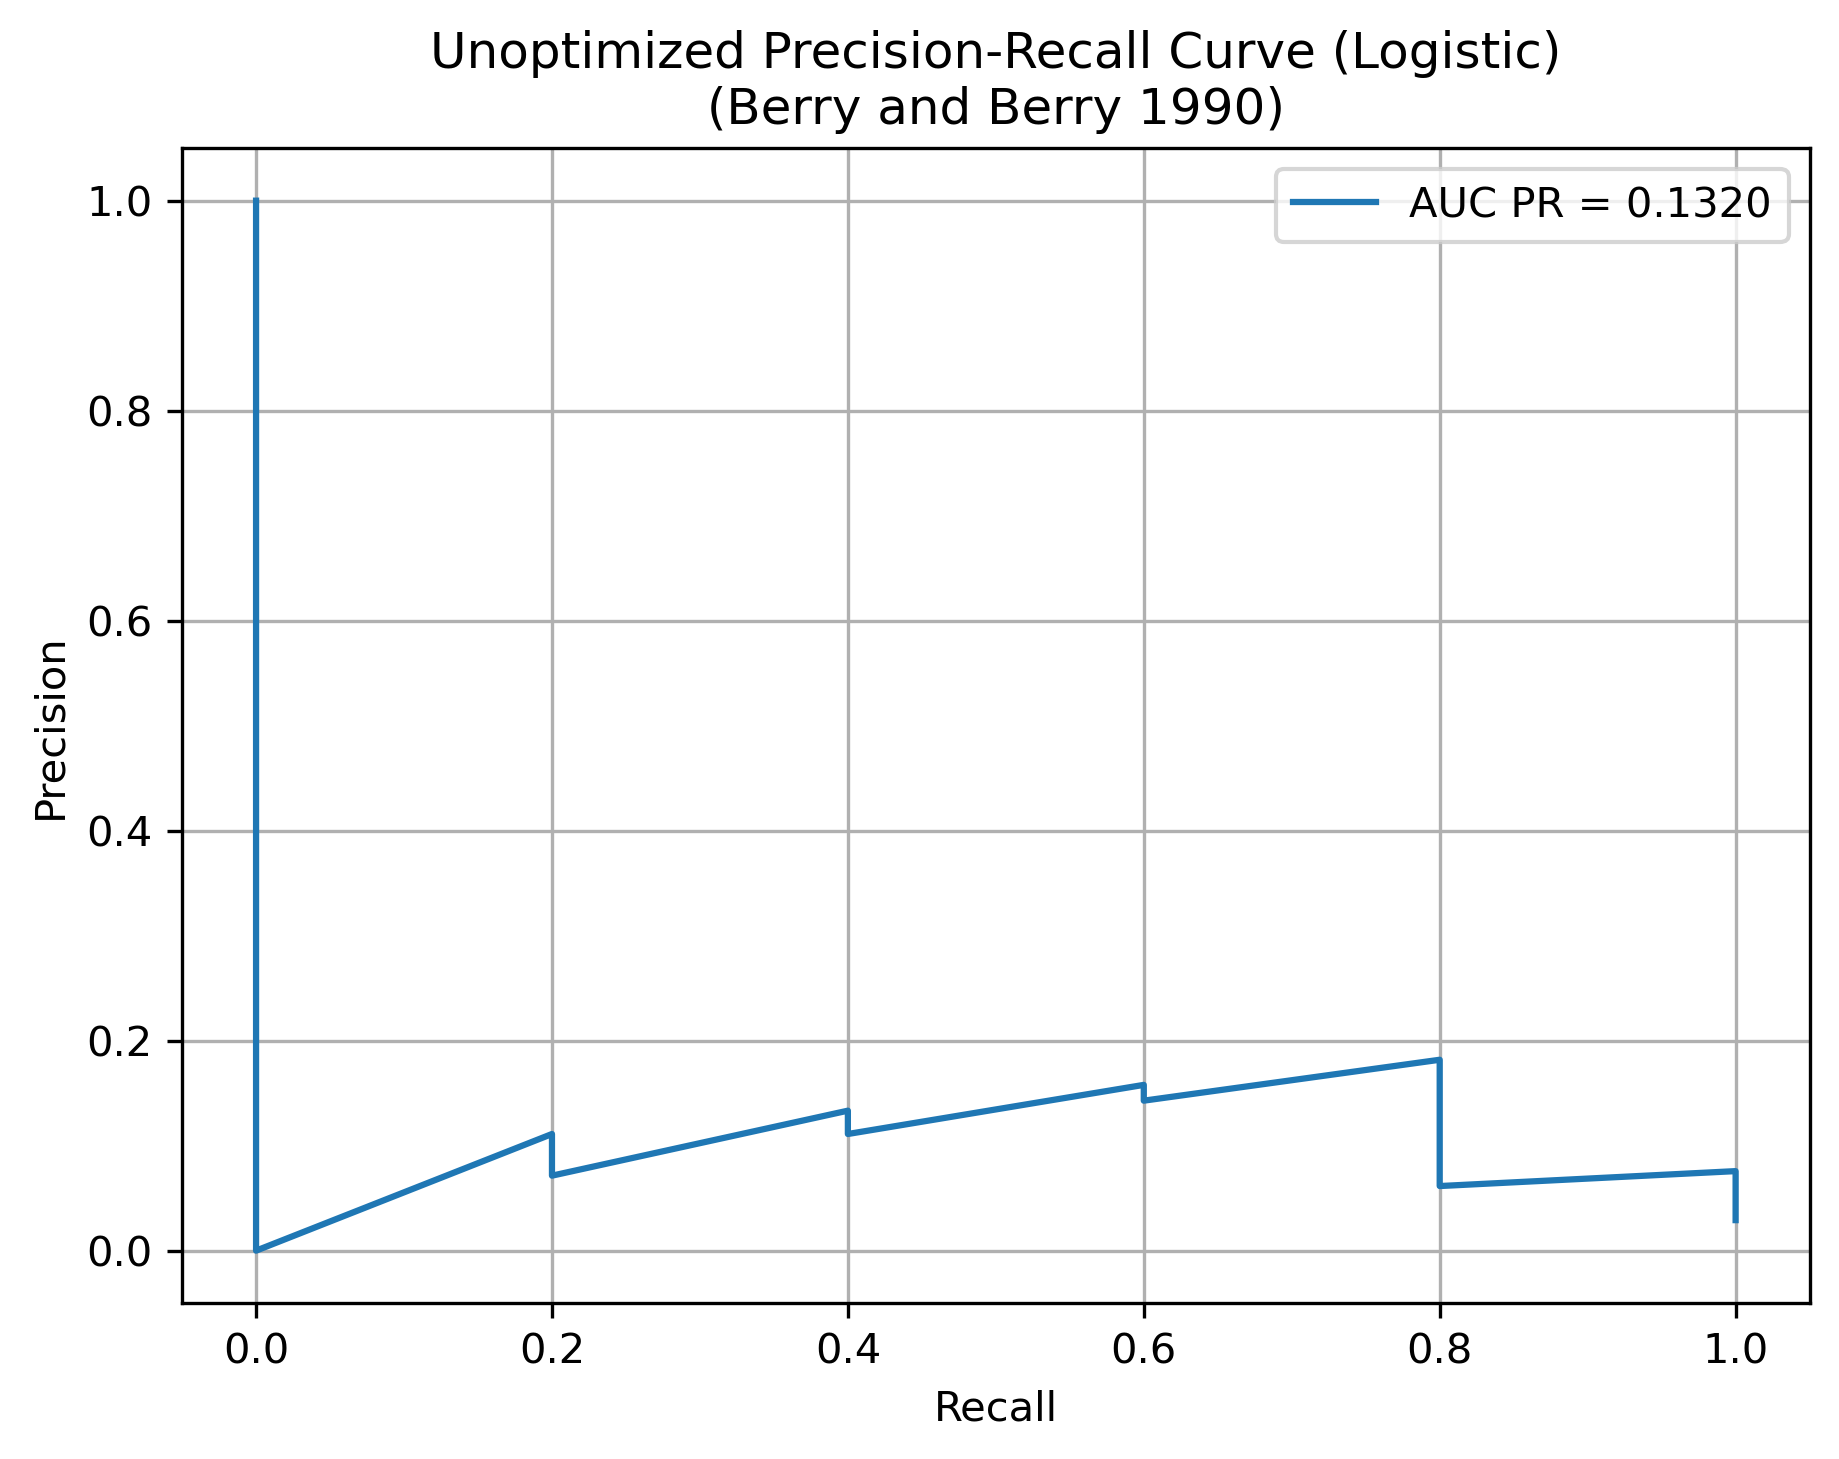 Unoptimized Precision-Recall Curve (Logistic)
(Berry and Berry 1990)
AUC PR = 0.1320
Precision
1.0
0.8
0.6
0.4
0.2
0.0
0.0 0.2 0.4 0.6 0.8 1.0
Recall